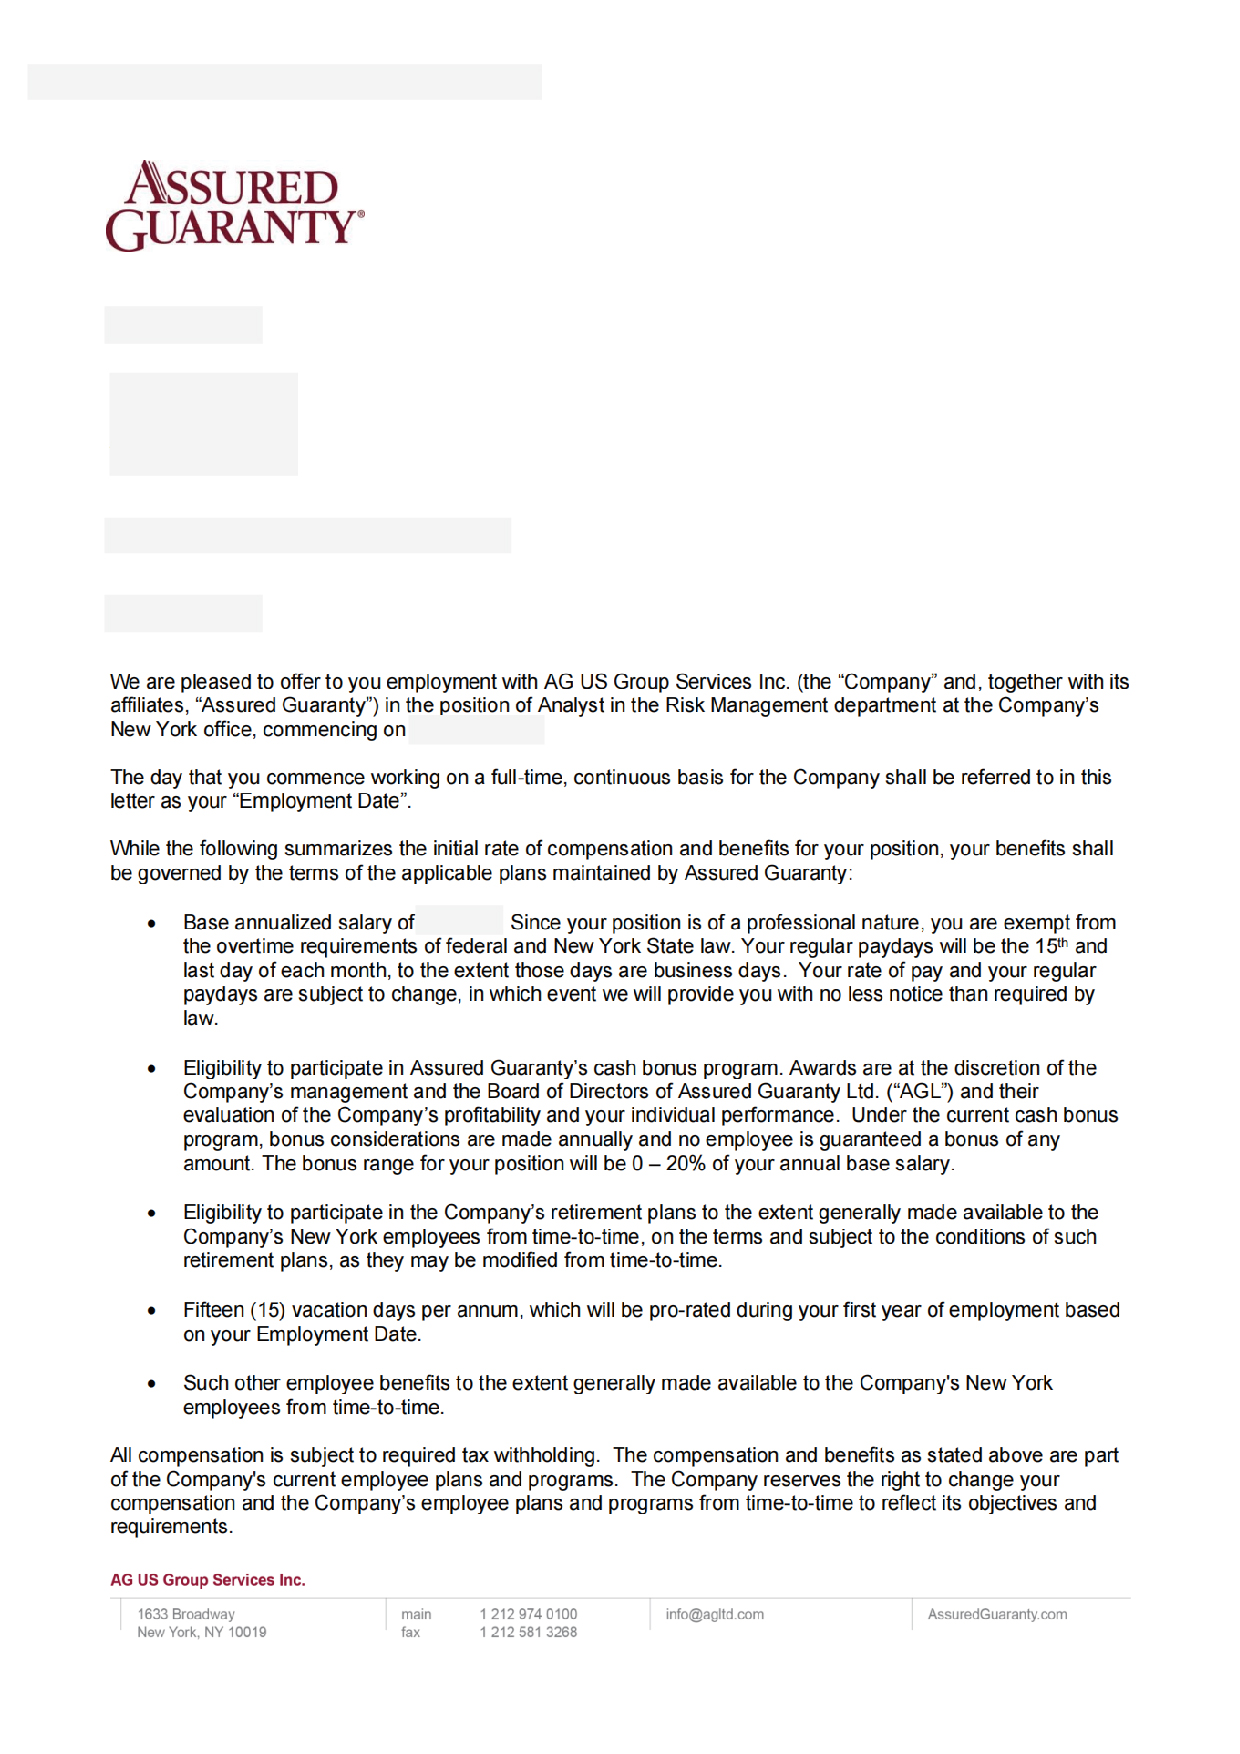 ASSURED
GUARANTY®
We are pleased to offer to you employment with AG US Group Services Inc. (the “Company” and, together with its
affiliates, “Assured Guaranty”) in the position of Analyst in the Risk Management department at the Company’s
New York office, commencing on
The day that you commence working on a full-time, continuous basis for the Company shall be referred to in this
letter as your “Employment Date”.
While the following summarizes the initial rate of compensation and benefits for your position, your benefits shall
be governed by the terms of the applicable plans maintained by Assured Guaranty:
• Base annualized salary of Since your position is of a professional nature, you are exempt from
the overtime requirements of federal and New York State law. Your regular paydays will be the 15th and
last day of each month, to the extent those days are business days. Your rate of pay and your regular
paydays are subject to change, in which event we will provide you with no less notice than required by
law.
• Eligibility to participate in Assured Guaranty’s cash bonus program. Awards are at the discretion of the
Company’s management and the Board of Directors of Assured Guaranty Ltd. (“AGL”) and their
evaluation of the Company’s profitability and your individual performance. Under the current cash bonus
program, bonus considerations are made annually and no employee is guaranteed a bonus of any
amount. The bonus range for your position will be 0 – 20% of your annual base salary.
• Eligibility to participate in the Company’s retirement plans to the extent generally made available to the
Company’s New York employees from time-to-time, on the terms and subject to the conditions of such
retirement plans, as they may be modified from time-to-time.
• Fifteen (15) vacation days per annum, which will be pro-rated during your first year of employment based
on your Employment Date.
• Such other employee benefits to the extent generally made available to the Company's New York
employees from time-to-time.
All compensation is subject to required tax withholding. The compensation and benefits as stated above are part
of the Company's current employee plans and programs. The Company reserves the right to change your
compensation and the Company’s employee plans and programs from time-to-time to reflect its objectives and
requirements.
AG US Group Services Inc.
1633 Broadway main 1 212 974 0100 info@agltd.com AssuredGuaranty.com
New York, NY 10019 fax 1 212 581 3268